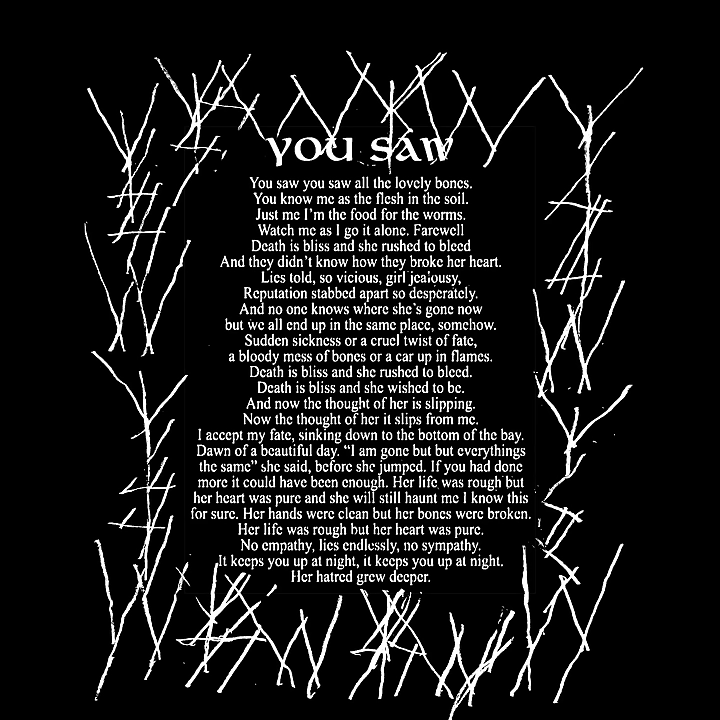 YOU SAW
You saw you saw all the lovely bones.
You know me as the flesh in the soil.
Just me I'm the food for the worms.
Watch me as I go it alone. Farewell
Death is bliss and she rushed to bleed
And they didn't know how they broke her heart.
Lies told, so vicious, girl jealousy,
Reputation stabbed apart so desperately.
And no one knows where she's gone now
but we all end up in the same place, somehow.
Sudden sickness or a cruel twist of fate,
a bloody mess of bones or a car up in flames.
Death is bliss and she rushed to bleed.
Death is bliss and she wished to be.
And now the thought of her is slipping.
Now the thought of her it slips from me.
I accept my fate, sinking down to the bottom of the bay.
Dawn of a beautiful day. "I am gone but but everythings
the same" she said, before she jumped. If you had done
more it could have been enough. Her life was rough but
her heart was pure and she will still haunt me I know this
for sure. Her hands were clean but her bones were broken.
Her life was rough but her heart was pure.
No empathy, lies endlessly, no sympathy.
It keeps you up at night, it keeps you up at night.
Her hatred grew deeper.